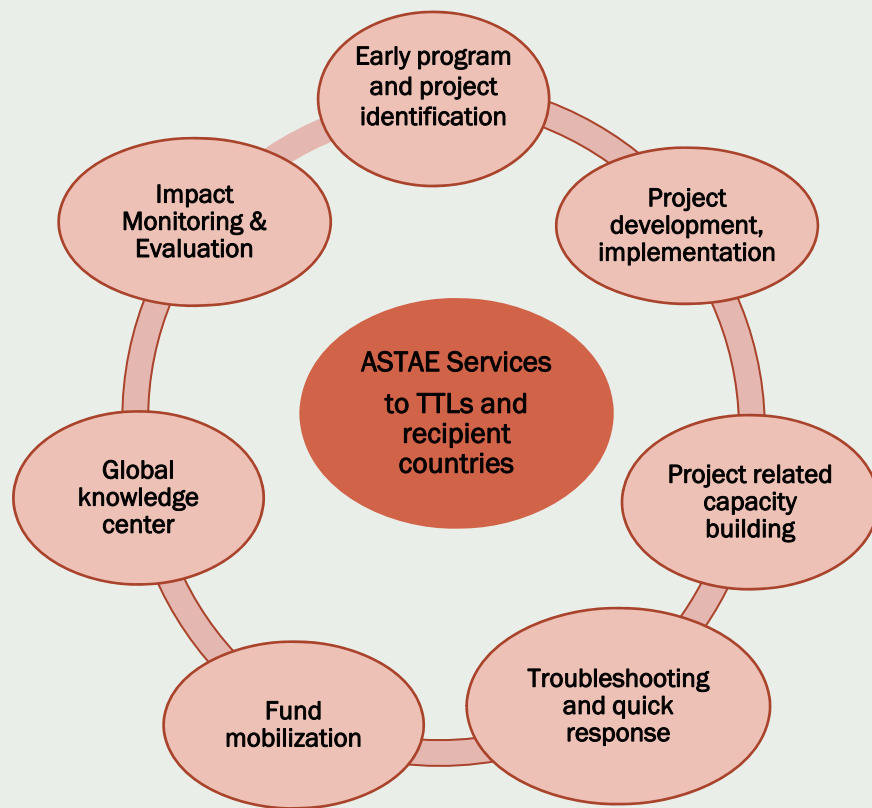 Early program
and project
identification
Project
development,
implementation
Project related
capacity
building
Troubleshooting
and quick
response
Fund
mobilization
Global
knowledge
center
Impact
Monitoring &
Evaluation
ASTAE Services
to TTLs and
recipient
countries